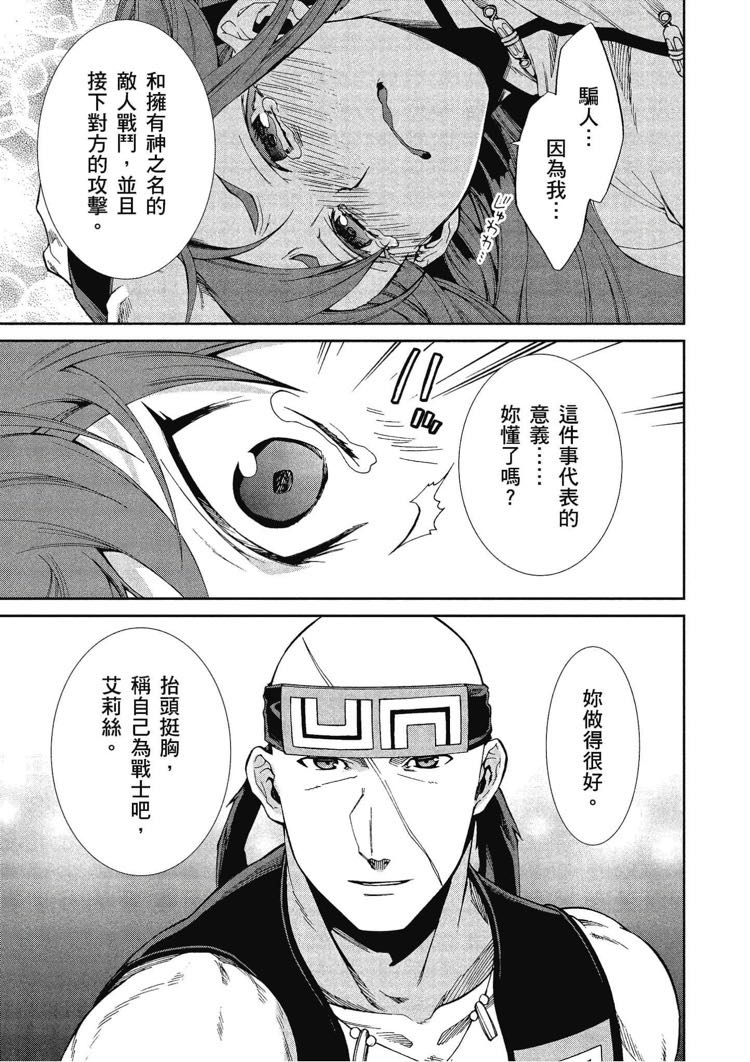 騙人…
因為我…
じゅわわ…
和擁有神之名的
敵人戰鬥，並且
接下對方的攻擊。
這件事代表的
意義……
妳懂了嗎？
妳做得很好。
抬頭挺胸，
稱自己為戰士吧，
艾莉絲。